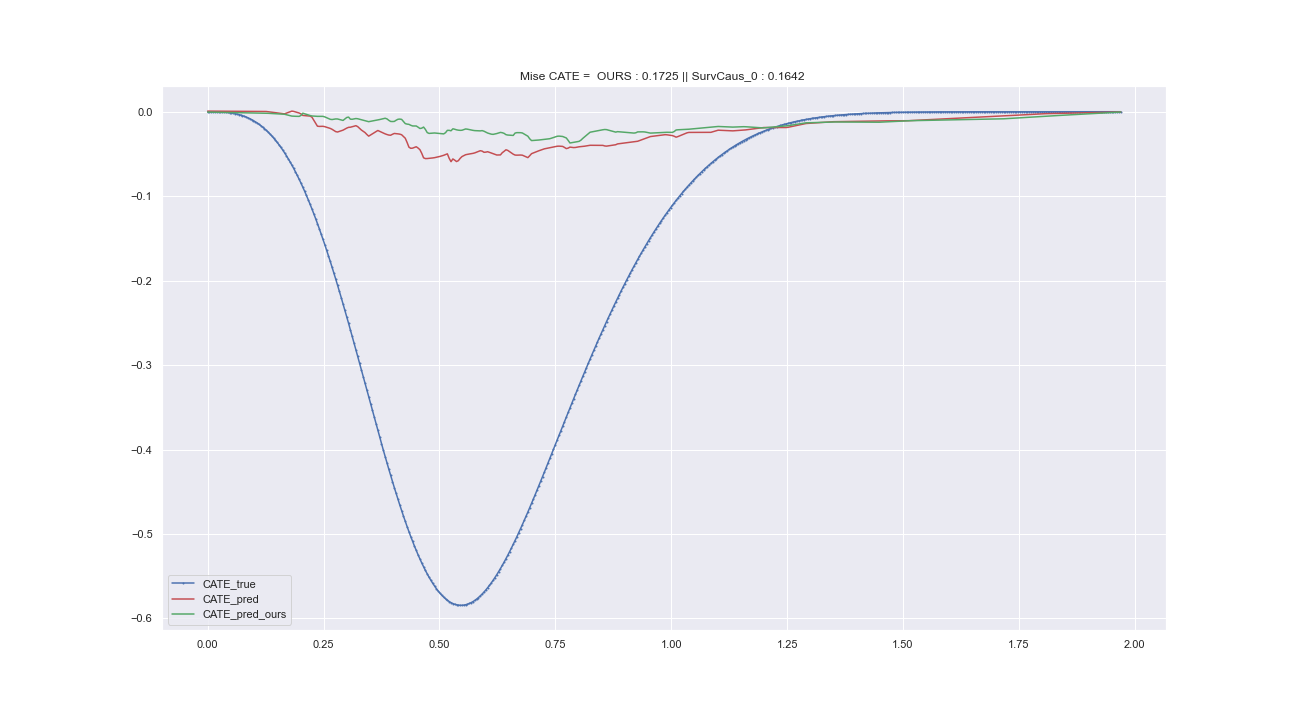 Mise CATE =  OURS : 0.1725 || SurvCaus_0 : 0.1642
0.0
−0.1
−0.2
−0.3
−0.4
−0.5
−0.6
CATE_true
CATE_pred
CATE_pred_ours
0.00 0.25 0.50 0.75 1.00 1.25 1.50 1.75 2.00